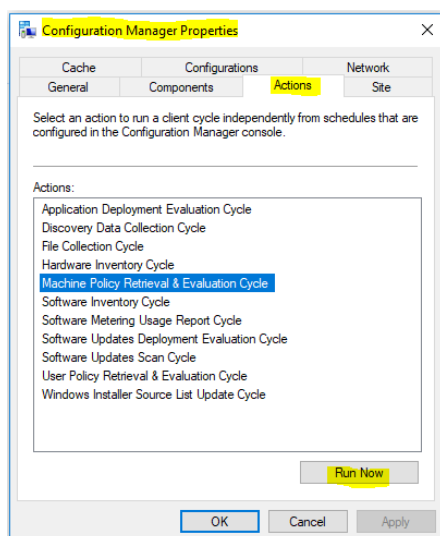 Configuration Manager Properties
Cache Configurations Network
General Components Actions Site
Select an action to run a client cycle independently from schedules that are
configured in the Configuration Manager console.
Actions:
Application Deployment Evaluation Cycle
Discovery Data Collection Cycle
File Collection Cycle
Hardware Inventory Cycle
Machine Policy Retrieval & Evaluation Cycle
Software Inventory Cycle
Software Metering Usage Report Cycle
Software Updates Deployment Evaluation Cycle
Software Updates Scan Cycle
User Policy Retrieval & Evaluation Cycle
Windows Installer Source List Update Cycle
Run Now
OK Cancel Apply